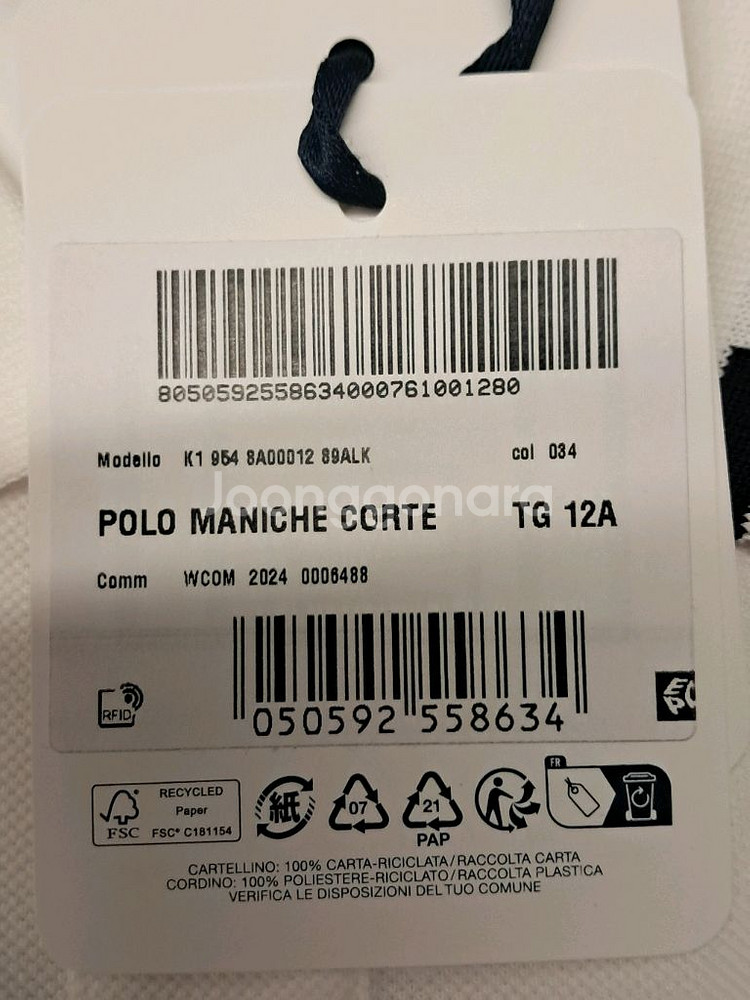 8050592558634000761001280
Modello K1 954 8A00012 89ALK col 034
Joonggonara
POLO MANICHE CORTE TG 12A
Comm WCOM 2024 0006488
RFID
050592 558634
FR
RECYCLED
Paper
FSC FSC® C181154
紙
07
21
PAP
CARTELLINO: 100% CARTA-RICICLATA/RACCOLTA CARTA
CORDINO: 100% POLIESTERE-RICICLATO/RACCOLTA PLASTICA
VERIFICA LE DISPOSIZIONI DEL TUO COMUNE